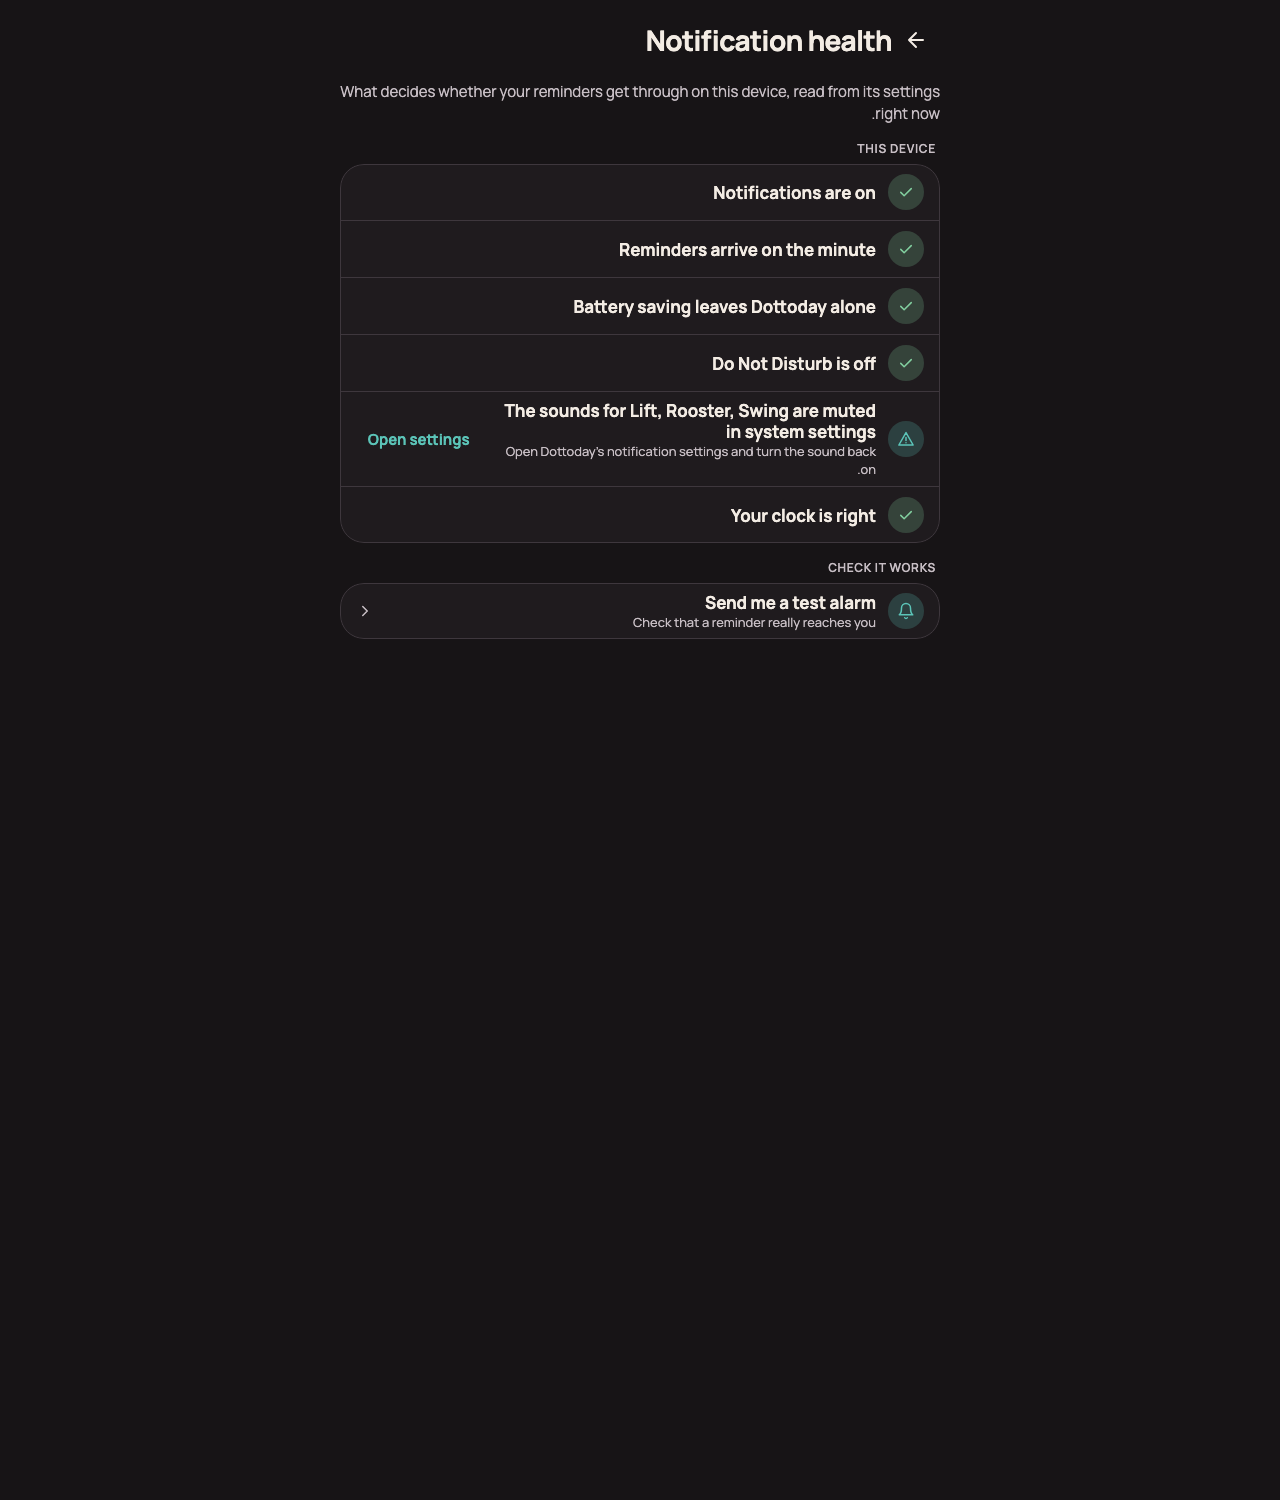 Notification health
What decides whether your reminders get through on this device, read from its settings
.right now
THIS DEVICE
Notifications are on
Reminders arrive on the minute
Battery saving leaves Dottoday alone
Do Not Disturb is off
The sounds for Lift, Rooster, Swing are muted
in system settings
Open Dottoday's notification settings and turn the sound back
.on
Open settings
Your clock is right
CHECK IT WORKS
Send me a test alarm
Check that a reminder really reaches you